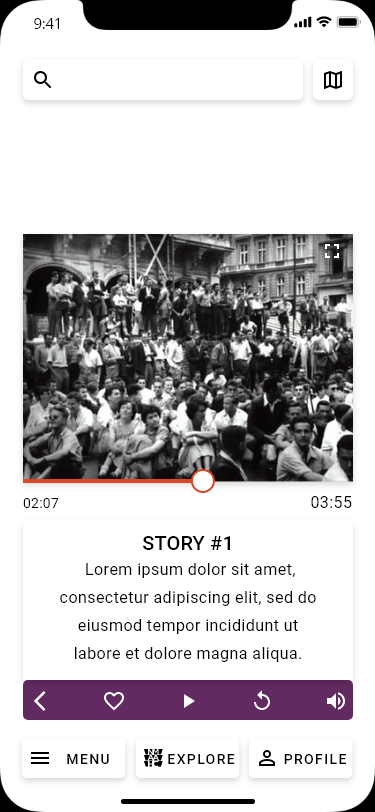 9:41
02:07 03:55
STORY #1
Lorem ipsum dolor sit amet,
consectetur adipiscing elit, sed do
eiusmod tempor incididunt ut
labore et dolore magna aliqua.
MENU EXPLORE PROFILE